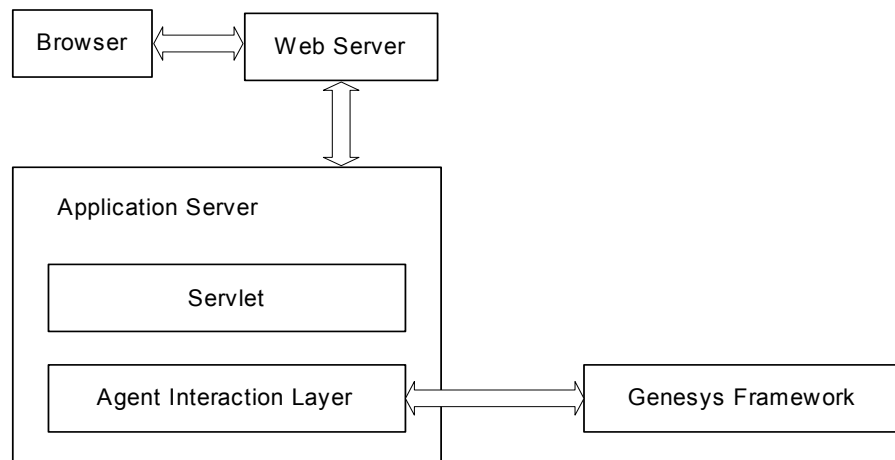 Browser
Web Server
Application Server
Servlet
Agent Interaction Layer
Genesys Framework